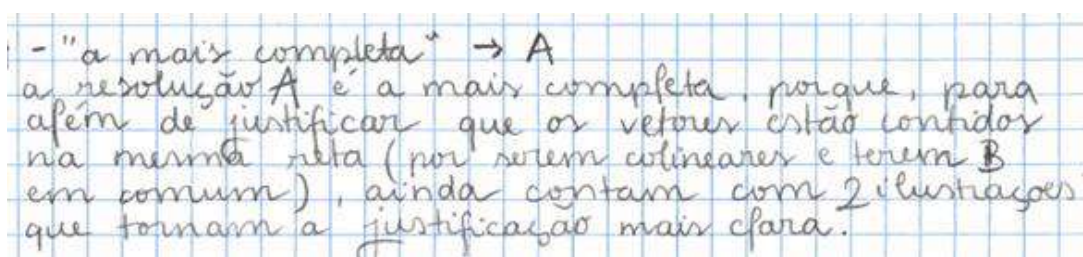 - "a mais completa" → A
a resolução A é a mais completa, porque, para
além de justificar que os vetores estão contidos
na mesma reta (por serem colineares e terem B
em comum), ainda contam com 2 ilustrações
que tornam a justificação mais clara.